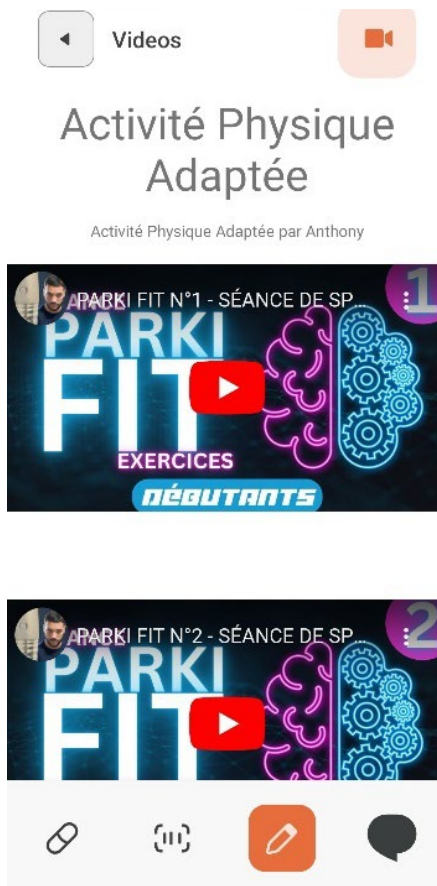 Videos
Activité Physique
Adaptée
Activité Physique Adaptée par Anthony
PARKI FIT N°1 - SÉANCE DE SP...
1
PARKI
FIT
EXERCICES
DÉBUTANTS
PARKI FIT N°2 - SÉANCE DE SP...
2
PARKI
FIT